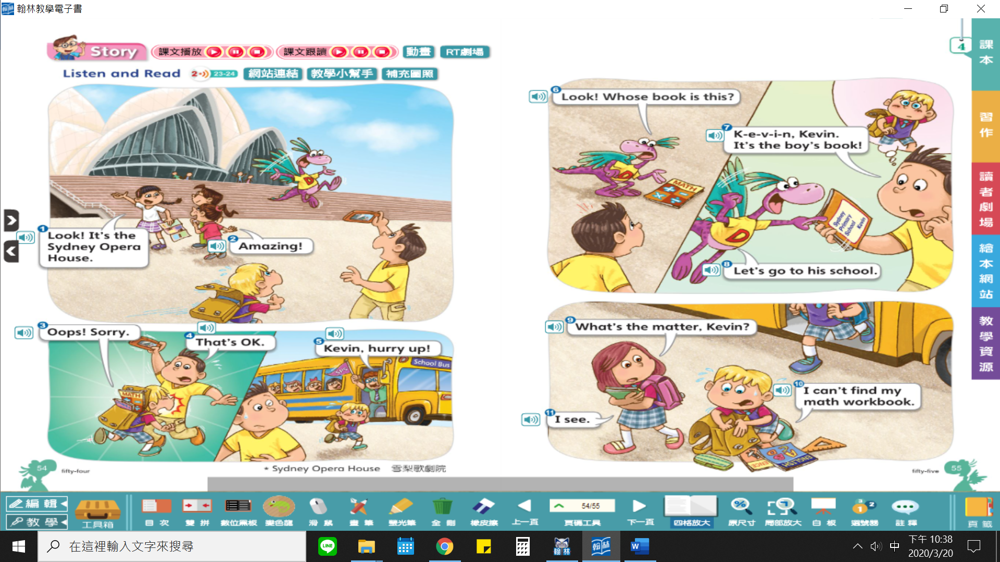 翰林教學電子書
Story
課文播放
課文跟讀
動畫
RT劇場
Listen and Read
2
23-24
網站連結
教學小幫手
補充圖照
1
Look! It's the
Sydney Opera
House.
2
Amazing!
3
Oops! Sorry.
4
That's OK.
5
Kevin, hurry up!
MATH
SPS
School Bus
54
fifty-four
* Sydney Opera House 雪梨歌劇院
6
Look! Whose book is this?
MATH
7
K-e-v-i-n, Kevin.
It's the boy's book!
D
Sydney
Primary
School
Kevin
D
8
Let's go to his school.
9
What's the matter, Kevin?
10
I can't find my
math workbook.
11
I see.
ENGLISH
fifty-five
55
4
課本
習作
讀者劇場
繪本網站
教學資源
編輯
教學
工具箱
目次
雙拼
數位黑板
變色龍
滑鼠
畫筆
螢光筆
全刪
橡皮擦
上一頁
54/55
頁碼工具
下一頁
四格放大
原尺寸
局部放大
白板
選號器
註釋
頁籤
在這裡輸入文字來搜尋
LINE
翰林
翰林
W
中
下午 10:38
2020/3/20